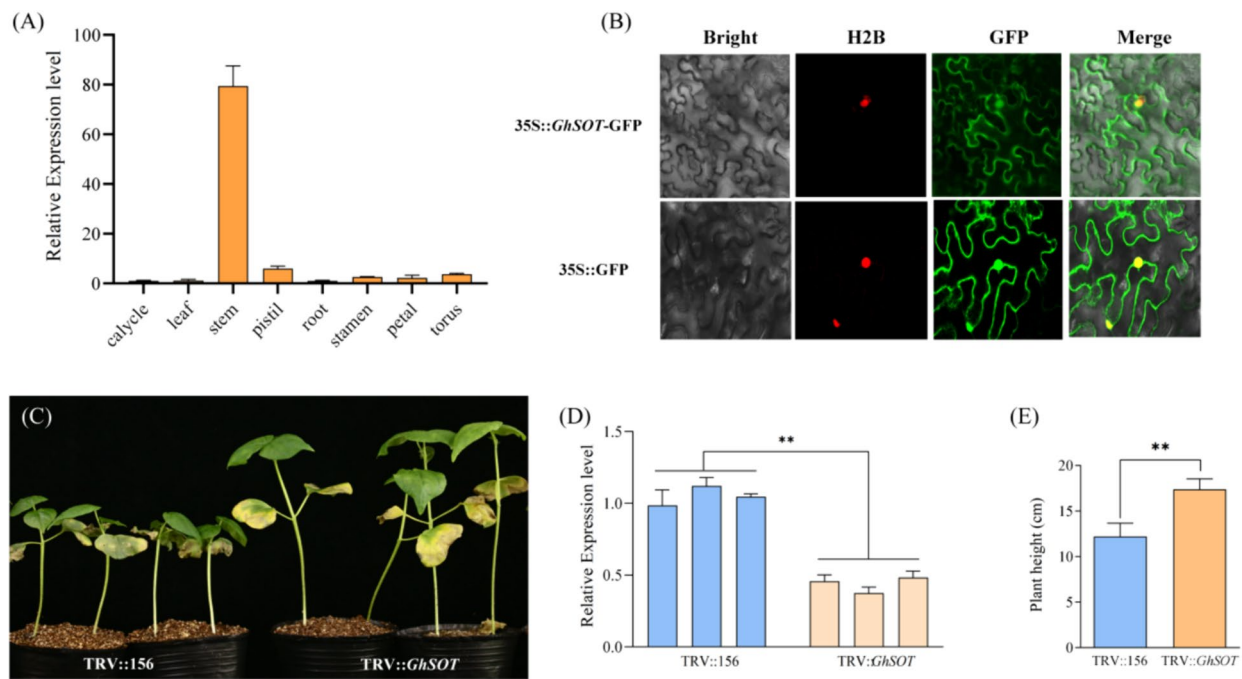 (A)
Relative Expression level
100
80
60
40
20
0
calycle
leaf
stem
pistil
root
stamen
petal
torus
(B)
Bright H2B GFP Merge
35S::GhSOT-GFP
35S::GFP
(C)
TRV::156 TRV::GhSOT
(D)
Relative Expression level
1.5
1.0
0.5
0.0
**
TRV::156 TRV::GhSOT
(E)
Plant height (cm)
20
15
12
10
5
0
**
TRV::156 TRV::GhSOT